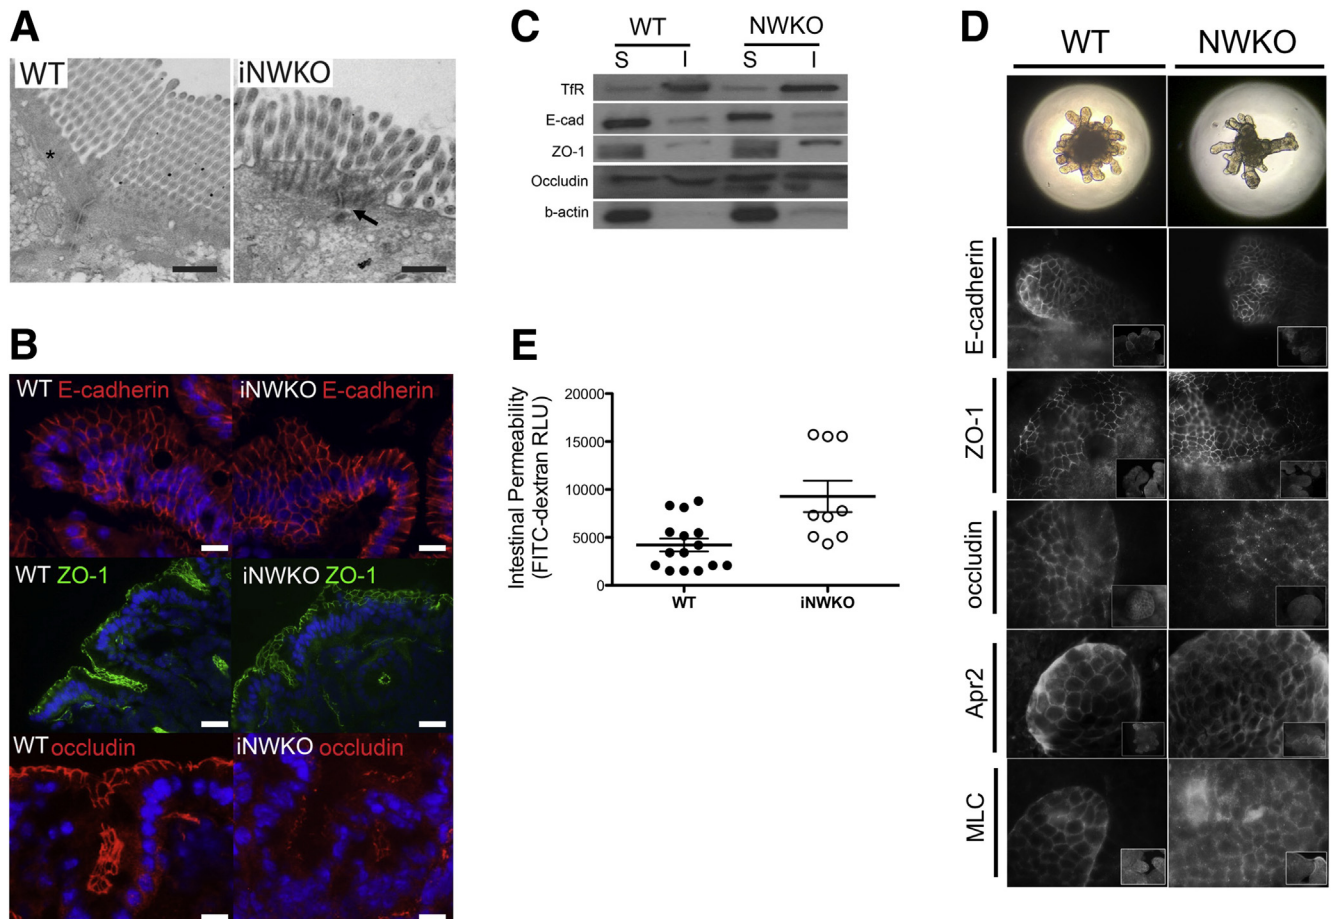 A
WT
iNWKO
*
B
WT E-cadherin
iNWKO E-cadherin
WT ZO-1
iNWKO ZO-1
WT occludin
iNWKO occludin
C
WT NWKO
S I S I
TfR
E-cad
ZO-1
Occludin
b-actin
E
Intestinal Permeability
(FITC-dextran RLU)
20000
15000
10000
5000
0
WT iNWKO
D
WT NWKO
E-cadherin
ZO-1
occludin
Apr2
MLC